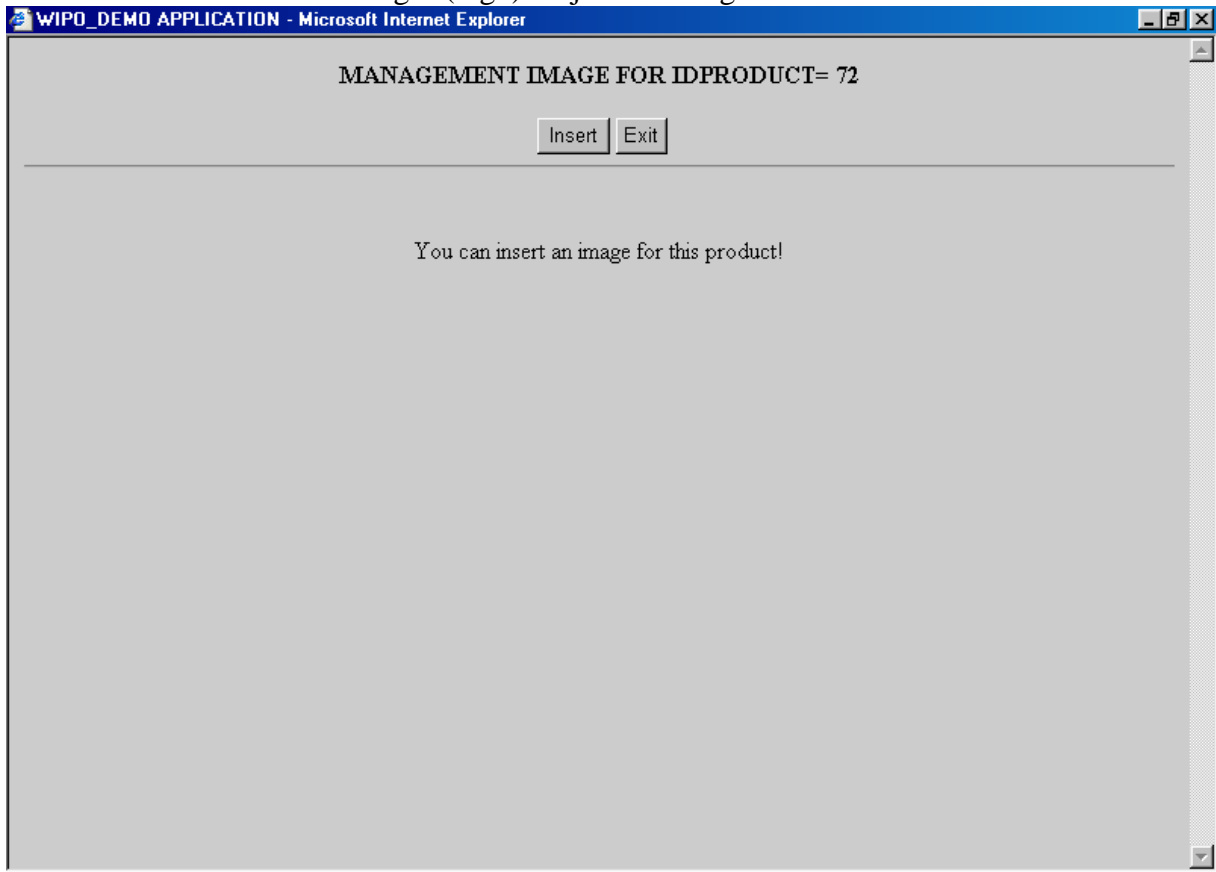 WIPO_DEMO APPLICATION - Microsoft Internet Explorer
MANAGEMENT IMAGE FOR IDPRODUCT= 72
Insert Exit
You can insert an image for this product!